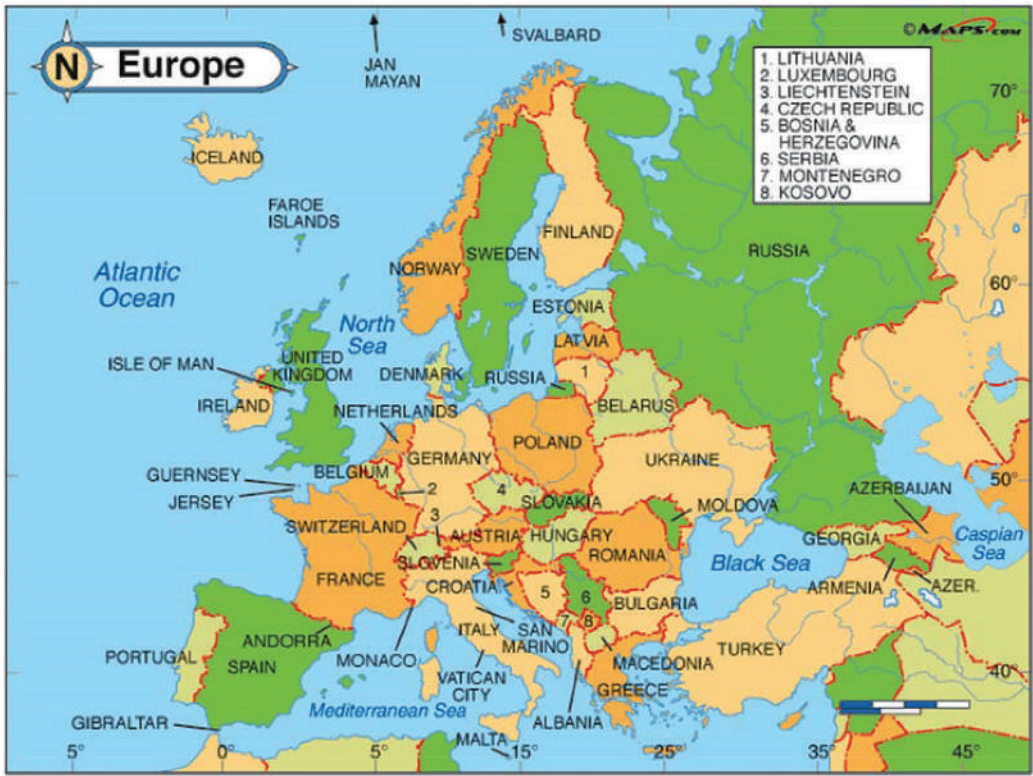 ©MAPS.COM
N
Europe
JAN
MAYAN
SVALBARD
1. LITHUANIA
2. LUXEMBOURG
3. LIECHTENSTEIN
4. CZECH REPUBLIC
5. BOSNIA &
HERZEGOVINA
6. SERBIA
7. MONTENEGRO
8. KOSOVO
70°
ICELAND
FAROE
ISLANDS
FINLAND
SWEDEN
NORWAY
RUSSIA
Atlantic
Ocean
60°
ESTONIA
North
Sea
LATVIA
ISLE OF MAN
UNITED
KINGDOM
DENMARK
RUSSIA
1
IRELAND
NETHERLANDS
BELARUS
POLAND
GERMANY
UKRAINE
BELGIUM
GUERNSEY
JERSEY
2
4
SLOVAKIA
MOLDOVA
AZERBAIJAN
50°
3
SWITZERLAND
AUSTRIA
HUNGARY
ROMANIA
GEORGIA
Caspian
Sea
SLOVENIA
Black Sea
FRANCE
CROATIA
5
6
BULGARIA
ARMENIA
AZER.
7
8
ANDORRA
ITALY
SAN
MARINO
PORTUGAL
SPAIN
MONACO
VATICAN
CITY
MACEDONIA
TURKEY
40°
GREECE
Mediterranean Sea
ALBANIA
GIBRALTAR
MALTA
5°
0°
5°
15°
25°
35°
45°